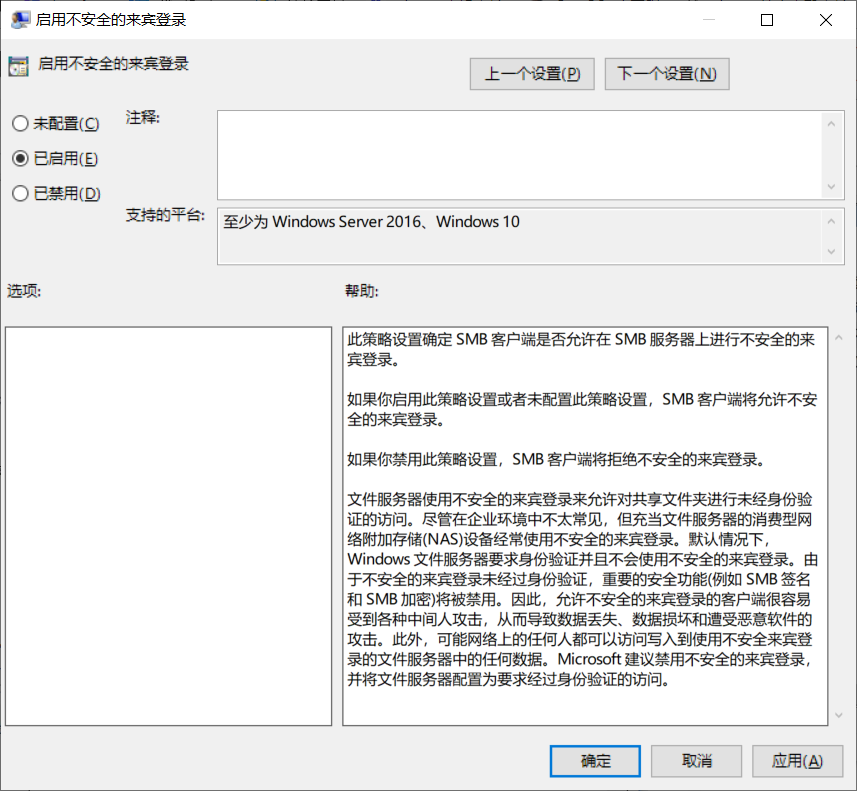 启用不安全的来宾登录
启用不安全的来宾登录
上一个设置(P)
下一个设置(N)
未配置(C)
注释:
已启用(E)
已禁用(D)
支持的平台:
至少为 Windows Server 2016、Windows 10
选项:
帮助:
此策略设置确定 SMB 客户端是否允许在 SMB 服务器上进行不安全的来
宾登录。
如果你启用此策略设置或者未配置此策略设置，SMB 客户端将允许不安
全的来宾登录。
如果你禁用此策略设置，SMB 客户端将拒绝不安全的来宾登录。
文件服务器使用不安全的来宾登录来允许对共享文件夹进行未经身份验
证的访问。尽管在企业环境中不太常见，但充当文件服务器的消费型网
络附加存储(NAS)设备经常使用不安全的来宾登录。默认情况下，
Windows 文件服务器要求身份验证并且不会使用不安全的来宾登录。由
于不安全的来宾登录未经过身份验证，重要的安全功能(例如 SMB 签名
和 SMB 加密)将被禁用。因此，允许不安全的来宾登录的客户端很容易
受到各种中间人攻击，从而导致数据丢失、数据损坏和遭受恶意软件的
攻击。此外，可能网络上的任何人都可以访问写入到使用不安全来宾登
录的文件服务器中的任何数据。Microsoft 建议禁用不安全的来宾登录，
并将文件服务器配置为要求经过身份验证的访问。
确定
取消
应用(A)